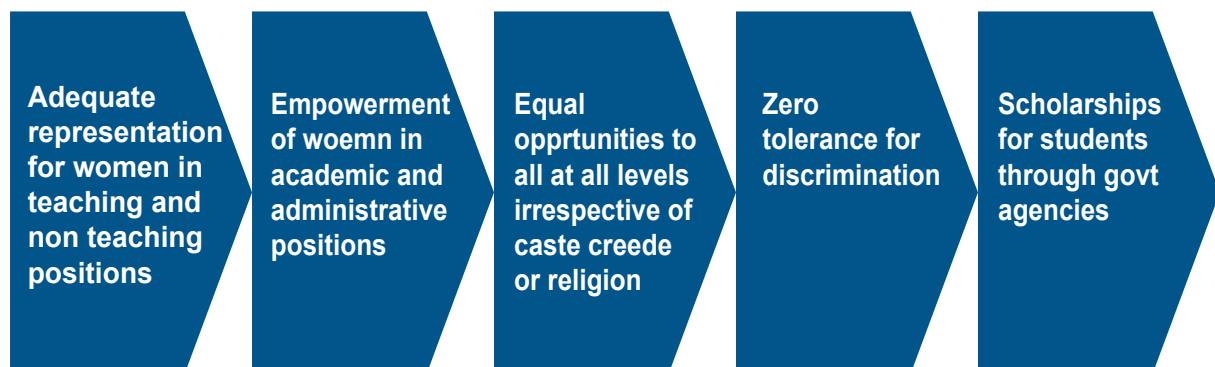 Adequate
representation
for women in
teaching and
non teaching
positions
Empowerment
of woemn in
academic and
administrative
positions
Equal
opprtunities to
all at all levels
irrespective of
caste creede
or religion
Zero
tolerance for
discrimination
Scholarships
for students
through govt
agencies